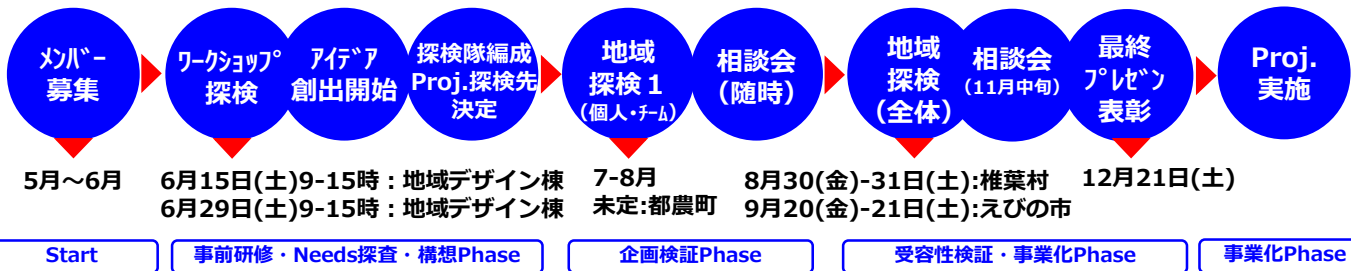 メンバー
募集
ワークショップ
探検
アイデア
創出開始
探検隊編成
Proj.探検先
決定
地域
探検１
(個人・チーム)
相談会
(随時)
地域
探検
(全体)
相談会
(11月中旬)
最終
プレゼン
表彰
Proj.
実施
5月～6月
6月15日(土)9-15時：地域デザイン棟
6月29日(土)9-15時：地域デザイン棟
7-8月
未定:都農町
8月30(金)-31日(土):椎葉村
9月20(金)-21日(土):えびの市
12月21日(土)
Start
事前研修・Needs探査・構想Phase
企画検証Phase
受容性検証・事業化Phase
事業化Phase